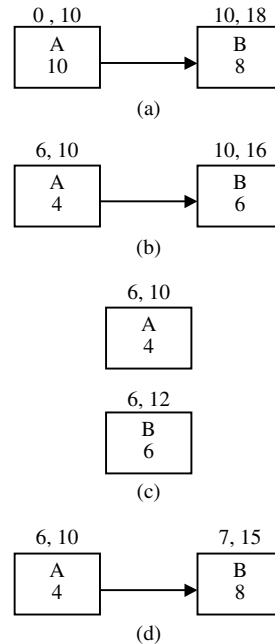 0 , 10 10, 18
A B
10 8
(a)
6, 10 10, 16
A B
4 6
(b)
6, 10
A
4
6, 12
B
6
(c)
6, 10 7, 15
A B
4 8
(d)